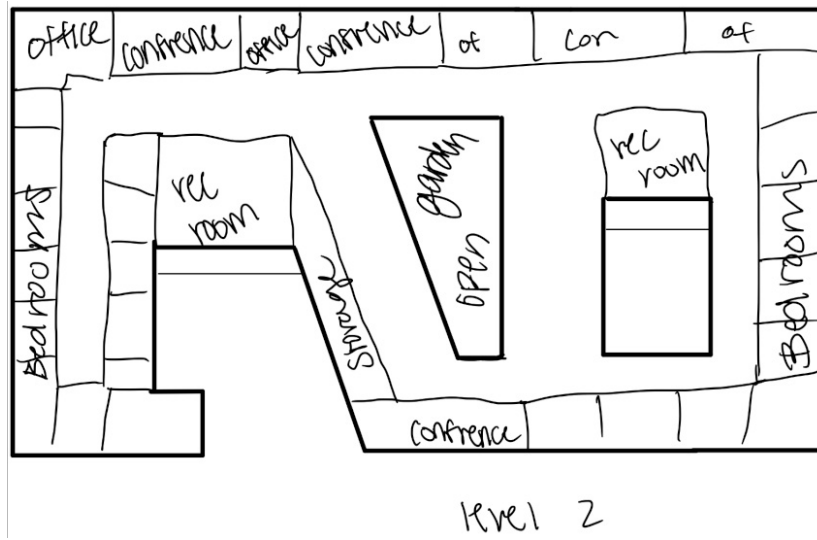 office
confrence
office
confrence
of
con
of
rec
room
garden
open
rec
room
Bedrooms
Storage
Bedrooms
confrence
level 2